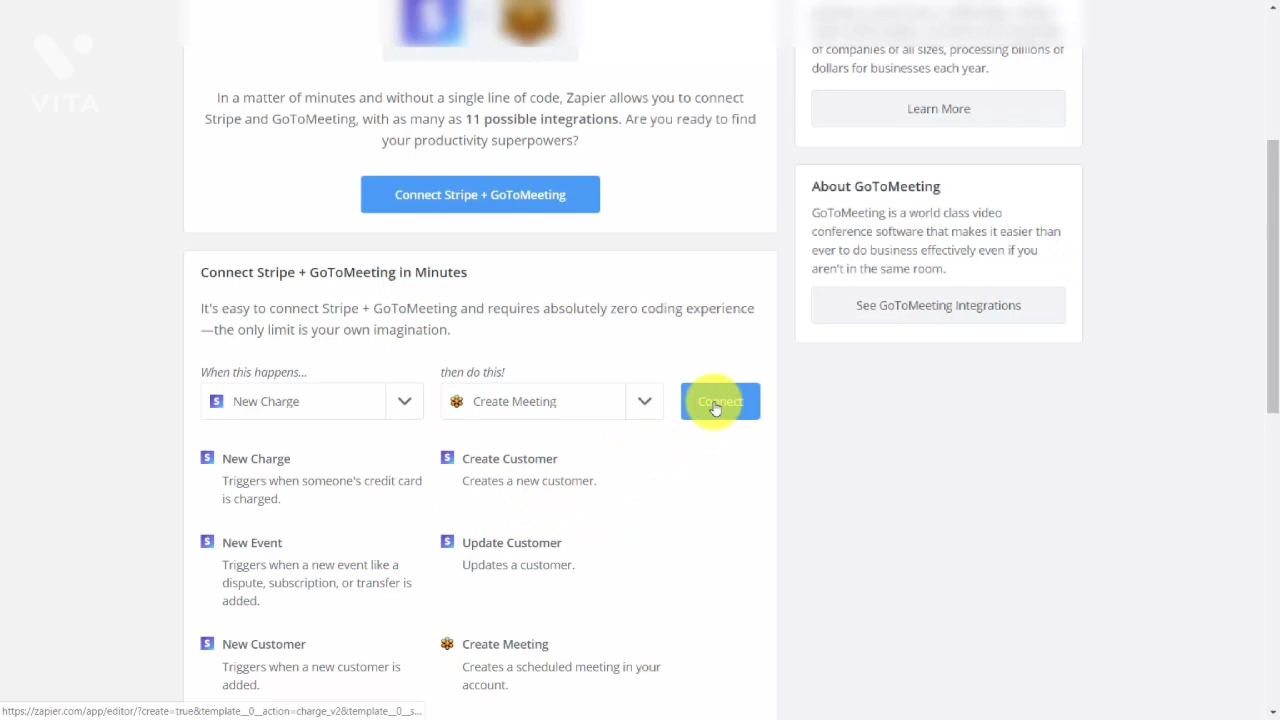 VITA
of companies of all sizes, processing billions of
dollars for businesses each year.
Learn More
In a matter of minutes and without a single line of code, Zapier allows you to connect
Stripe and GoToMeeting, with as many as 11 possible integrations. Are you ready to find
your productivity superpowers?
Connect Stripe + GoToMeeting
About GoToMeeting
GoToMeeting is a world class video
conference software that makes it easier than
ever to do business effectively even if you
aren't in the same room.
See GoToMeeting Integrations
Connect Stripe + GoToMeeting in Minutes
It's easy to connect Stripe + GoToMeeting and requires absolutely zero coding experience
—the only limit is your own imagination.
When this happens...
then do this!
New Charge
Create Meeting
Connect
New Charge
Triggers when someone's credit card
is charged.
Create Customer
Creates a new customer.
New Event
Triggers when a new event like a
dispute, subscription, or transfer is
added.
Update Customer
Updates a customer.
New Customer
Triggers when a new customer is
added.
Create Meeting
Creates a scheduled meeting in your
account.
https://zapier.com/app/editor/?create=true&template__0__action=charge_v2&template__0__s...